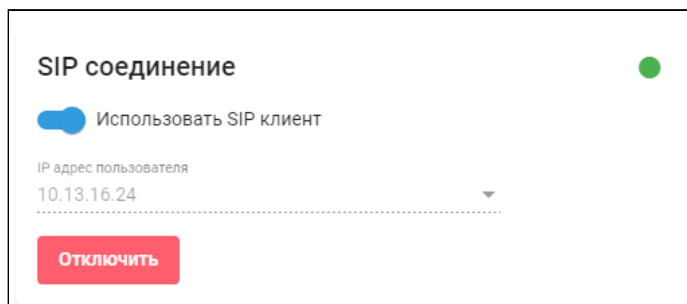 SIP соединение
Использовать SIP клиент
IP адрес пользователя
10.13.16.24
Отключить